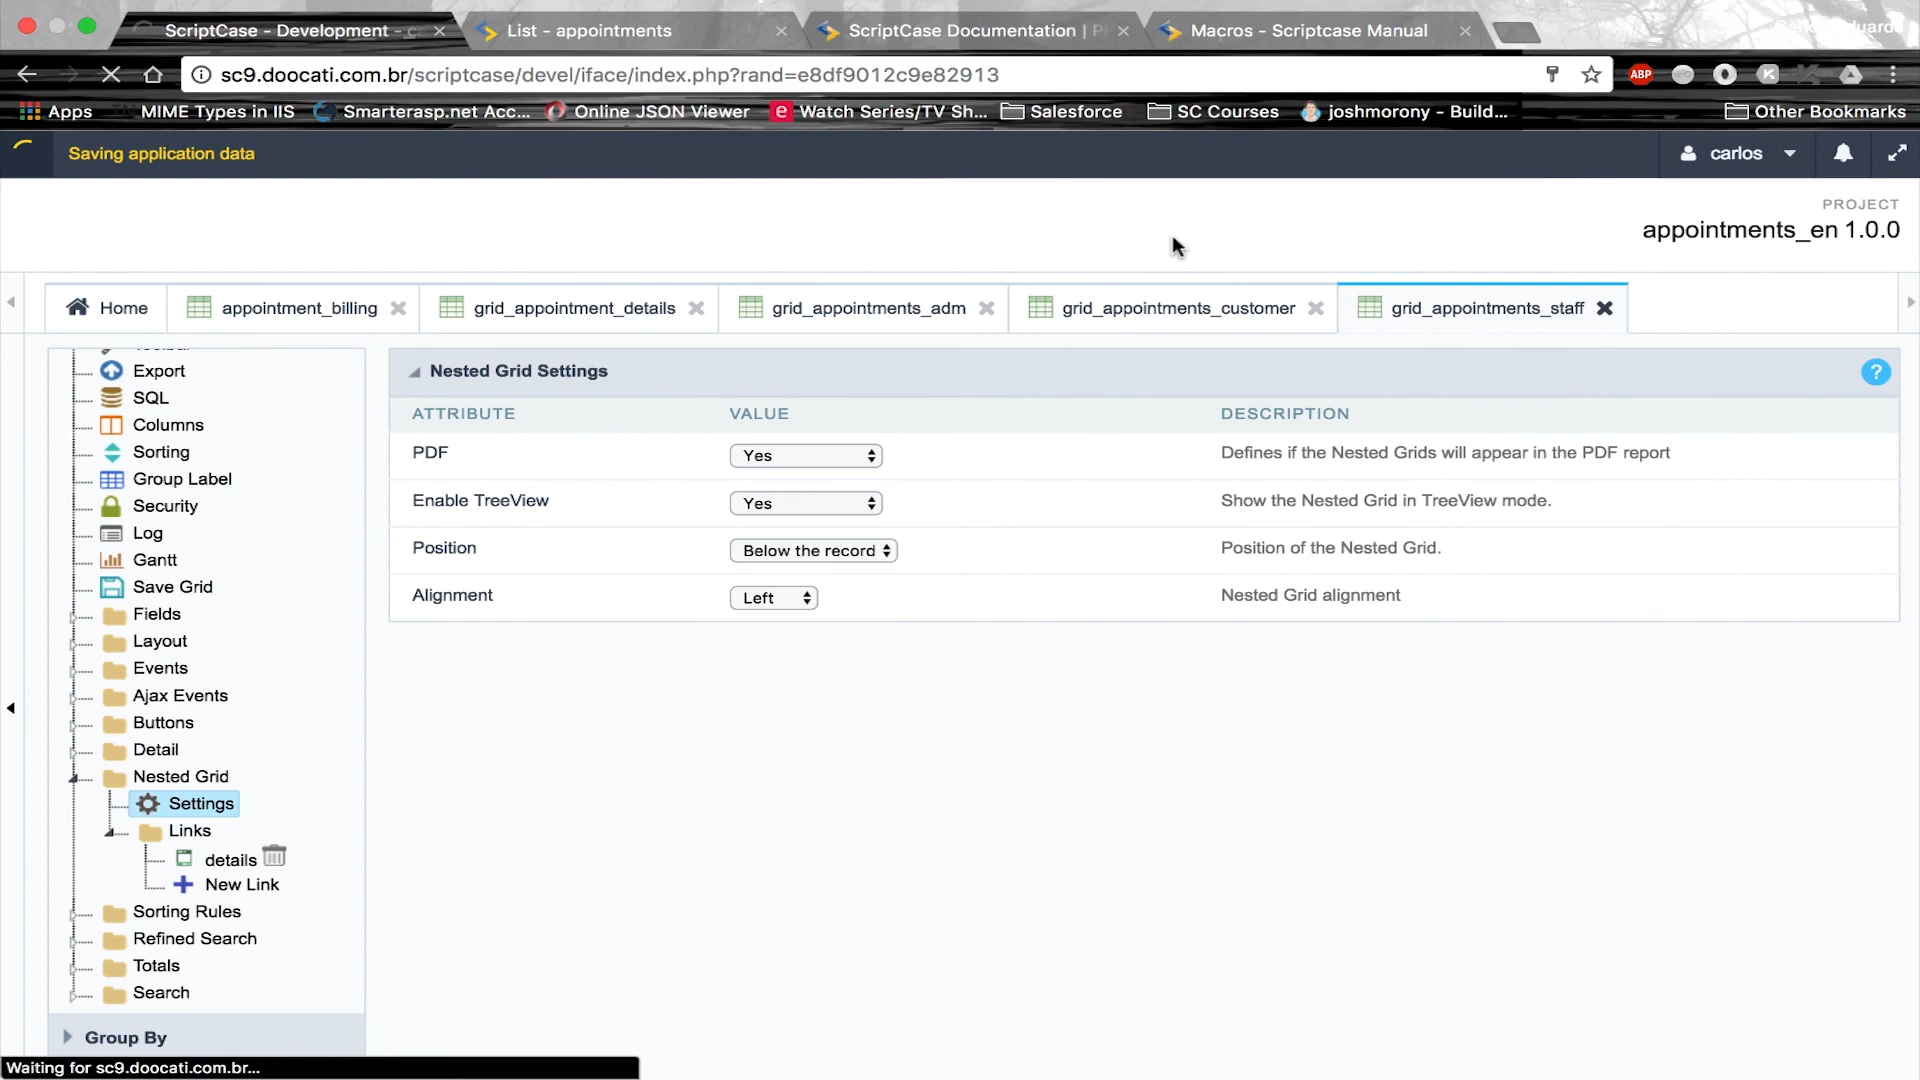 ScriptCase - Development -
List - appointments
ScriptCase Documentation | P
Macros - Scriptcase Manual
sc9.doocati.com.br/scriptcase/devel/iface/index.php?rand=e8df9012c9e82913
ABP
Apps
MIME Types in IIS
Smarterasp.net Acc...
Online JSON Viewer
Watch Series/TV Sh...
Salesforce
SC Courses
joshmorony - Build...
Other Bookmarks
Saving application data
carlos
PROJECT
appointments_en 1.0.0
Home
appointment_billing
grid_appointment_details
grid_appointments_adm
grid_appointments_customer
grid_appointments_staff
Export
SQL
Columns
Sorting
Group Label
Security
Log
Gantt
Save Grid
Fields
Layout
Events
Ajax Events
Buttons
Detail
Nested Grid
Settings
Links
details
New Link
Sorting Rules
Refined Search
Totals
Search
Group By
Nested Grid Settings
?
ATTRIBUTE VALUE DESCRIPTION
PDF Yes Defines if the Nested Grids will appear in the PDF report
Enable TreeView Yes Show the Nested Grid in TreeView mode.
Position Below the record Position of the Nested Grid.
Alignment Left Nested Grid alignment
Waiting for sc9.doocati.com.br...